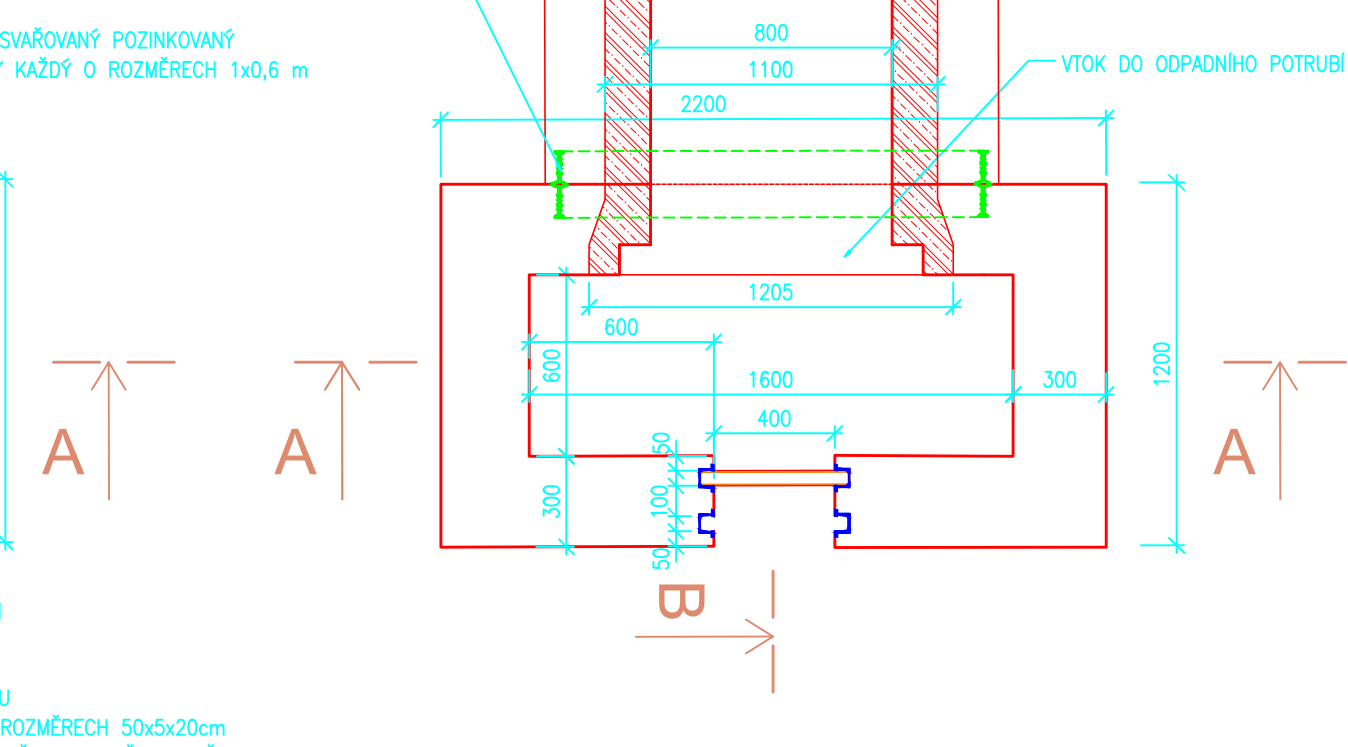 SVAŘOVANÝ POZINKOVANÝ
KAŽDÝ O ROZMĚRECH 1x0,6 m
800
1100
2200
VTOK DO ODPADNÍHO POTRUBÍ
1205
600
600
1600
300
1200
400
50
100
300
50
A
A
A
B
U
ROZMĚRECH 50x5x20cm